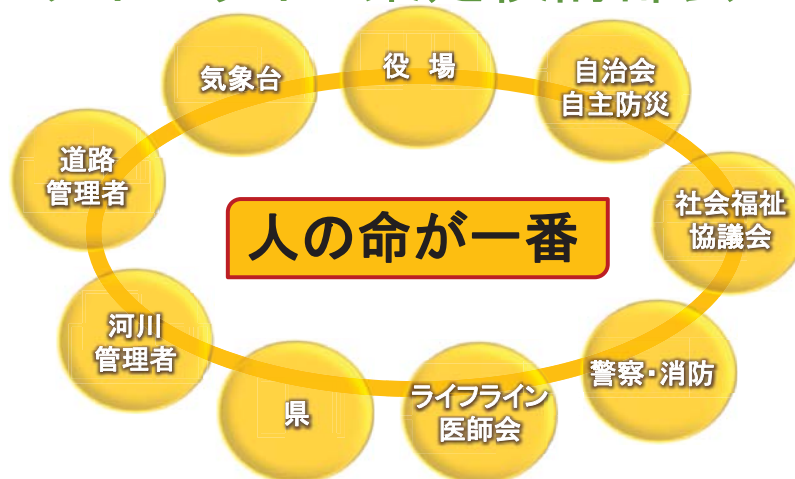 気象台
役 場
自治会
自主防災
道路
管理者
社会福祉
協議会
人の命が一番
河川
管理者
警察・消防
県
ライフライン
医師会